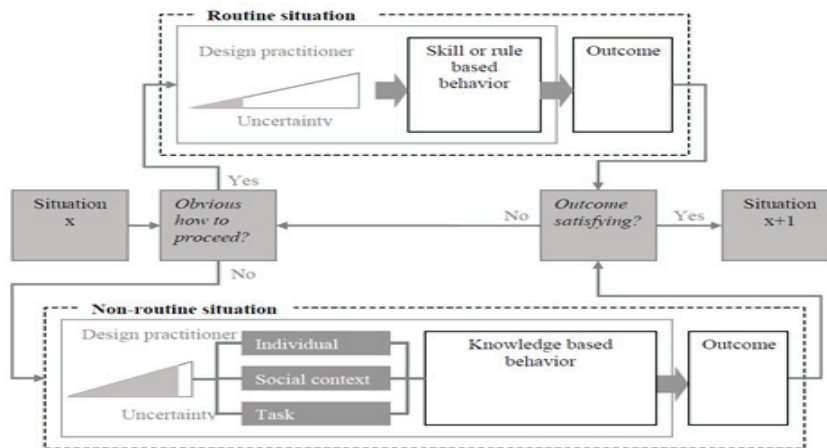 Routine situation
Design practitioner
Uncertainty
Skill or rule
based
behavior
Outcome
Yes
Situation
x
Obvious
how to
proceed?
No
Outcome
satisfying?
Yes
Situation
x+1
No
Non-routine situation
Design practitioner
Uncertainty
Individual
Social context
Task
Knowledge based
behavior
Outcome